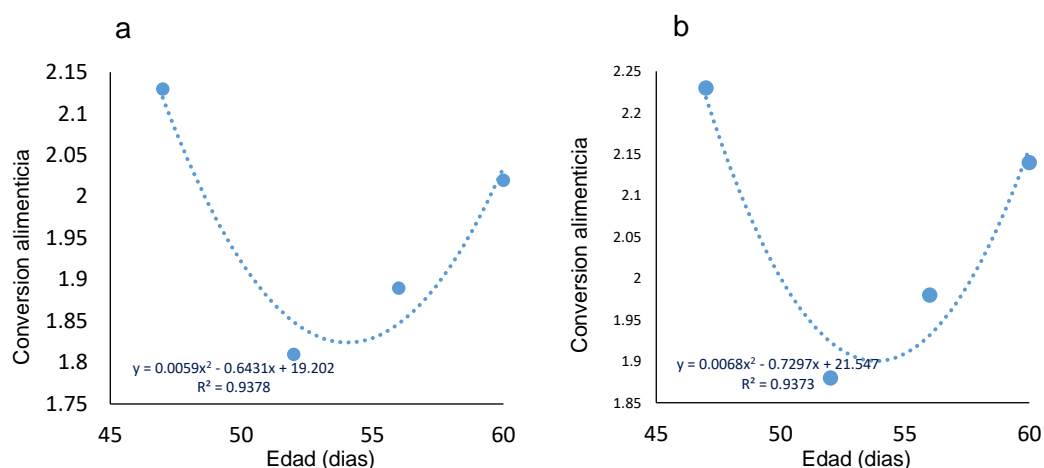 a
2.15
2.1
2.05
2
1.95
1.9
1.85
1.8
1.75
Conversion alimenticia
y = 0.0059x² - 0.6431x + 19.202
R² = 0.9378
45
50
55
60
Edad (dias)
b
2.25
2.2
2.15
2.1
2.05
2
1.95
1.9
1.85
Conversion alimenticia
y = 0.0068x² - 0.7297x + 21.547
R² = 0.9373
45
50
55
60
Edad (dias)